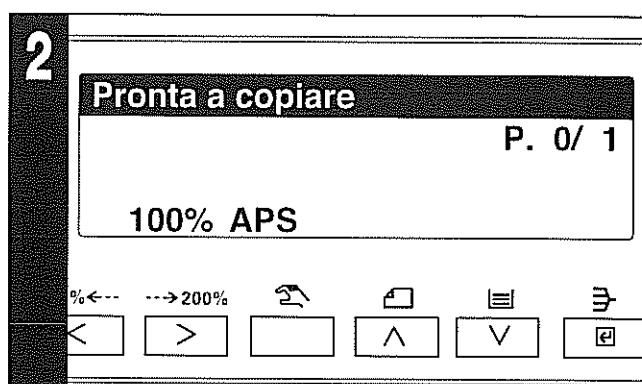 2
Pronta a copiare
P. 0/ 1
100% APS
%←-- --→200%
< > ∧ ∨ ↵